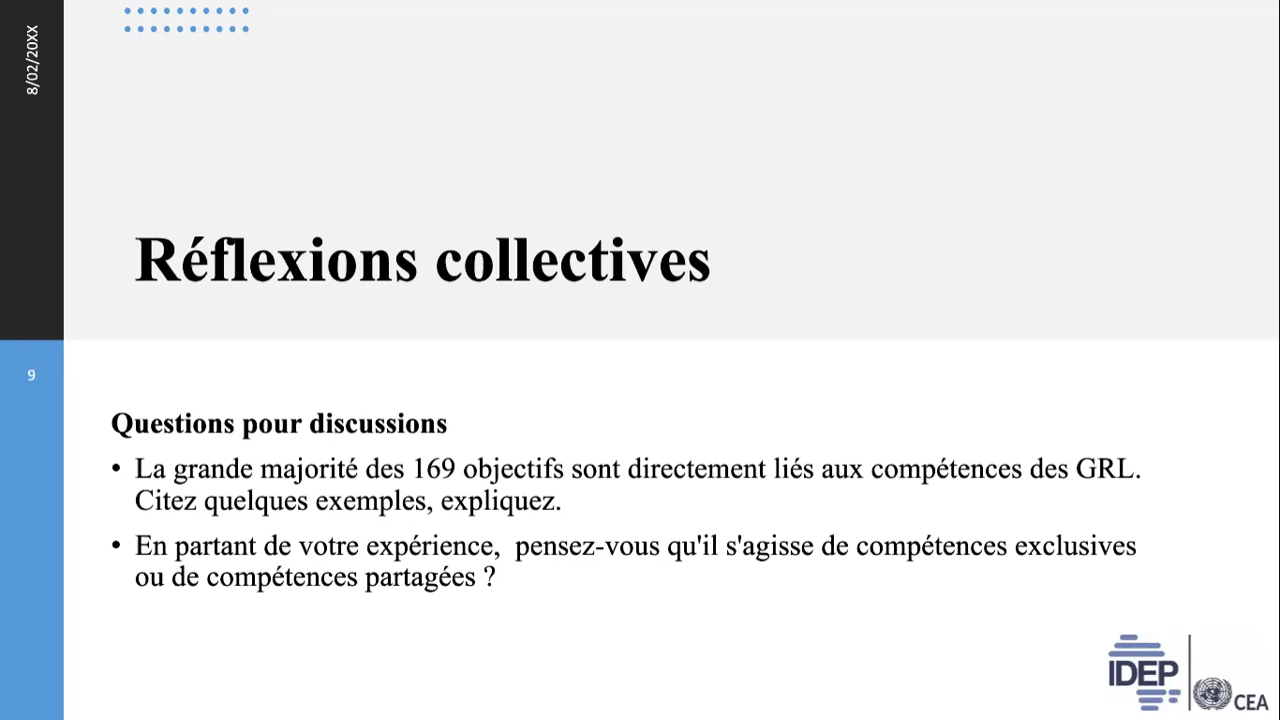 8/02/20XX
Réflexions collectives
9
Questions pour discussions
• La grande majorité des 169 objectifs sont directement liés aux compétences des GRL.
Citez quelques exemples, expliquez.
• En partant de votre expérience,  pensez-vous qu'il s'agisse de compétences exclusives
ou de compétences partagées ?
IDEP
CEA